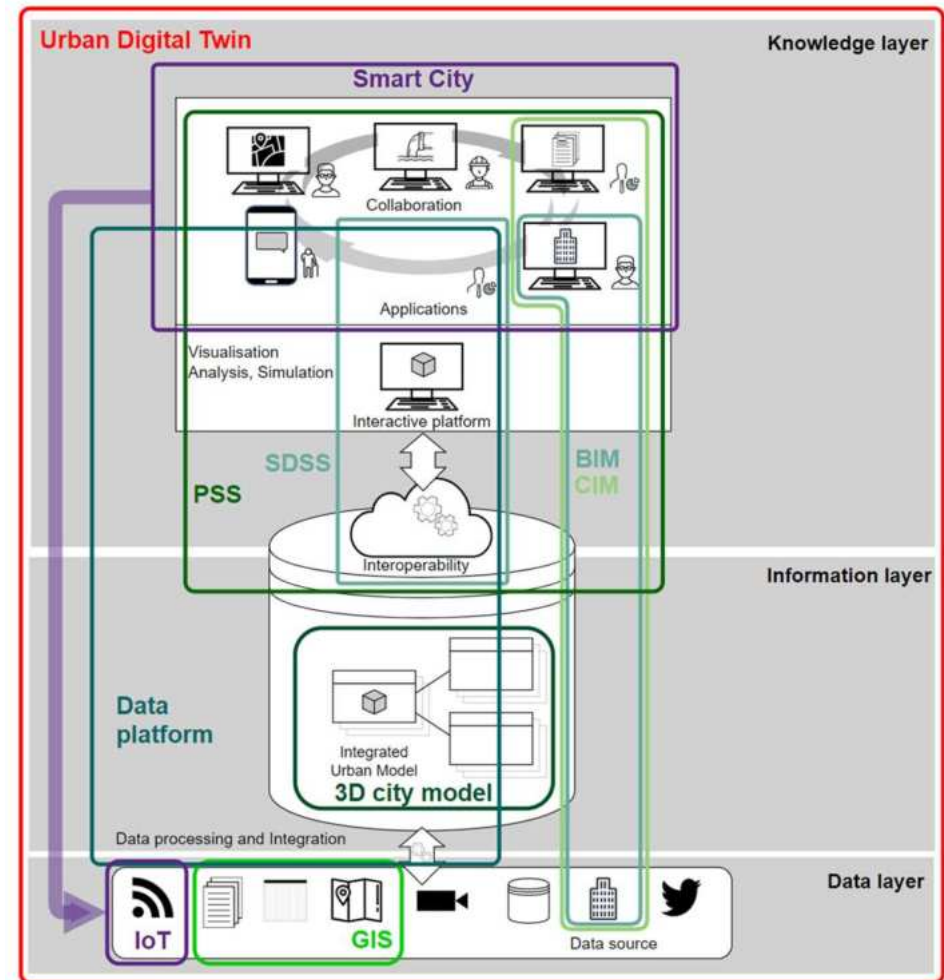 Urban Digital Twin
Knowledge layer
Smart City
Collaboration
Applications
Visualisation
Analysis, Simulation
Interactive platform
SDSS
BIM
CIM
PSS
Interoperability
Information layer
Data
platform
Integrated
Urban Model
3D city model
Data processing and Integration
Data layer
IoT
GIS
Data source